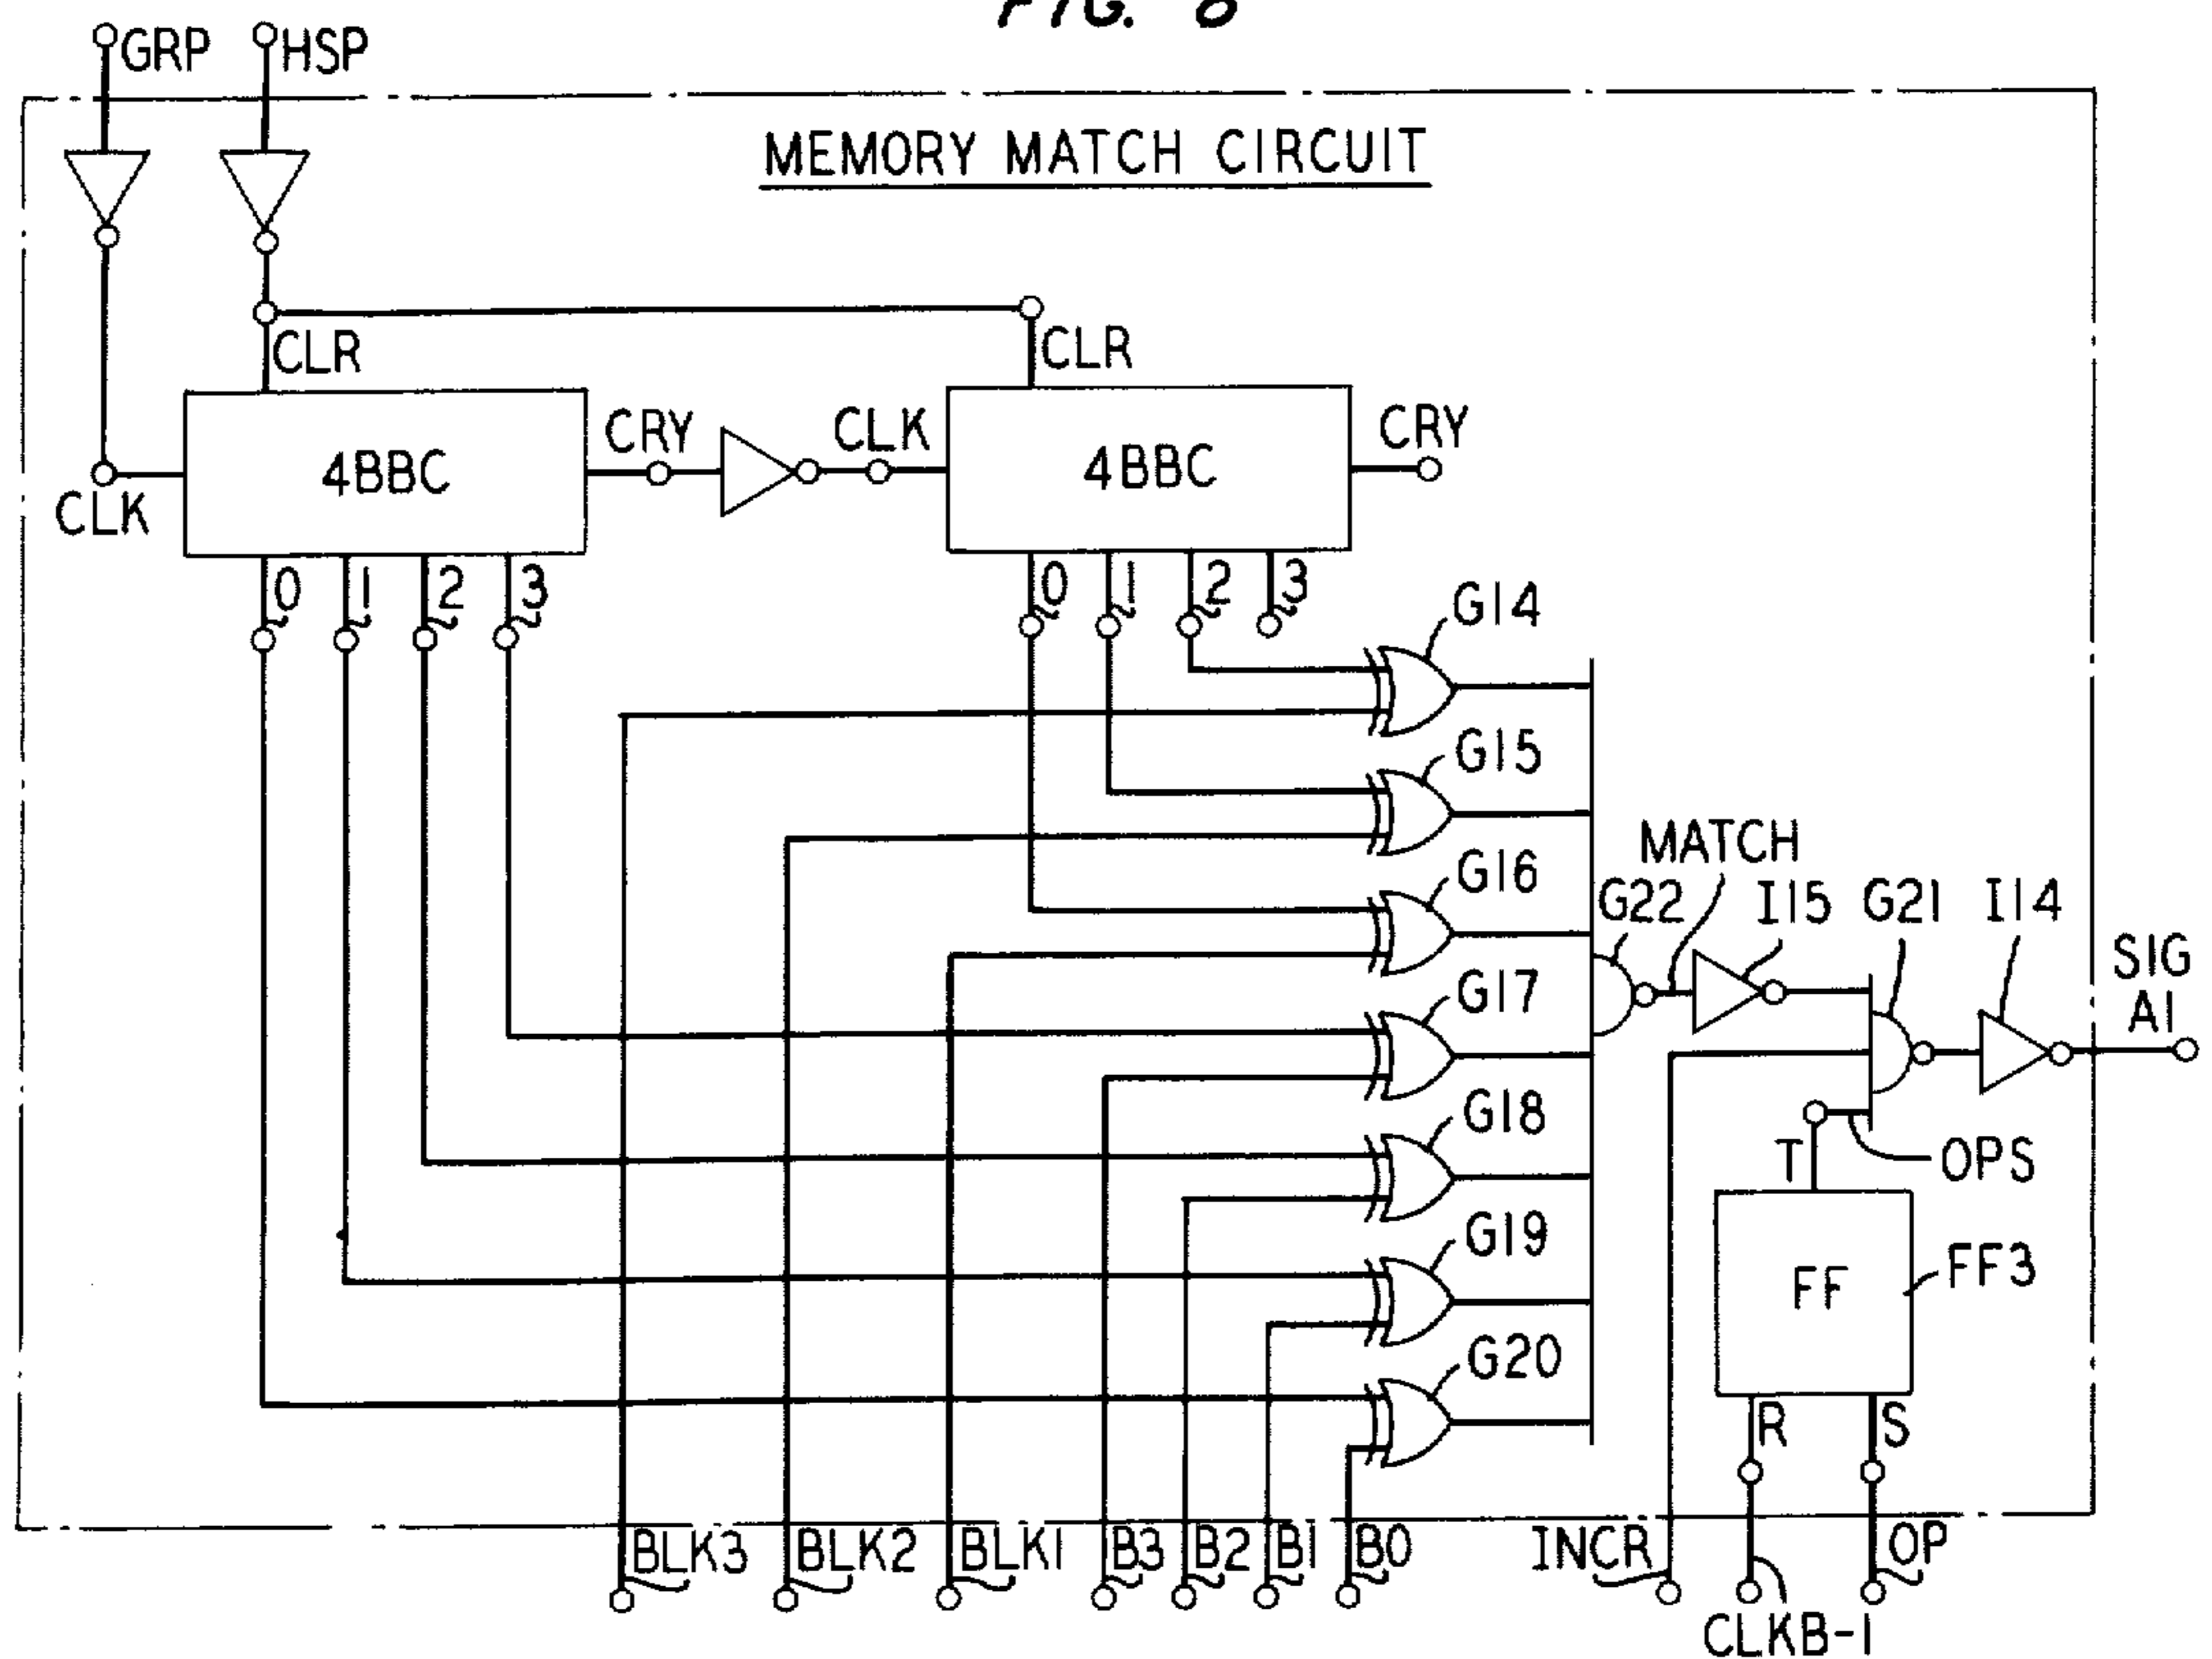 FIG. 8
GRP
HSP
MEMORY MATCH CIRCUIT
CLR
CLR
4BBC
CRY
CLK
4BBC
CRY
CLK
0 1 2 3
0 1 2 3
G14
G15
G16
G17
G18
G19
G20
MATCH
G22
I15
G21
I14
SIG
A1
T
OPS
FF
FF3
R
S
BLK3
BLK2
BLK1
B3
B2
B1
B0
INCR
OP
CLKB-1